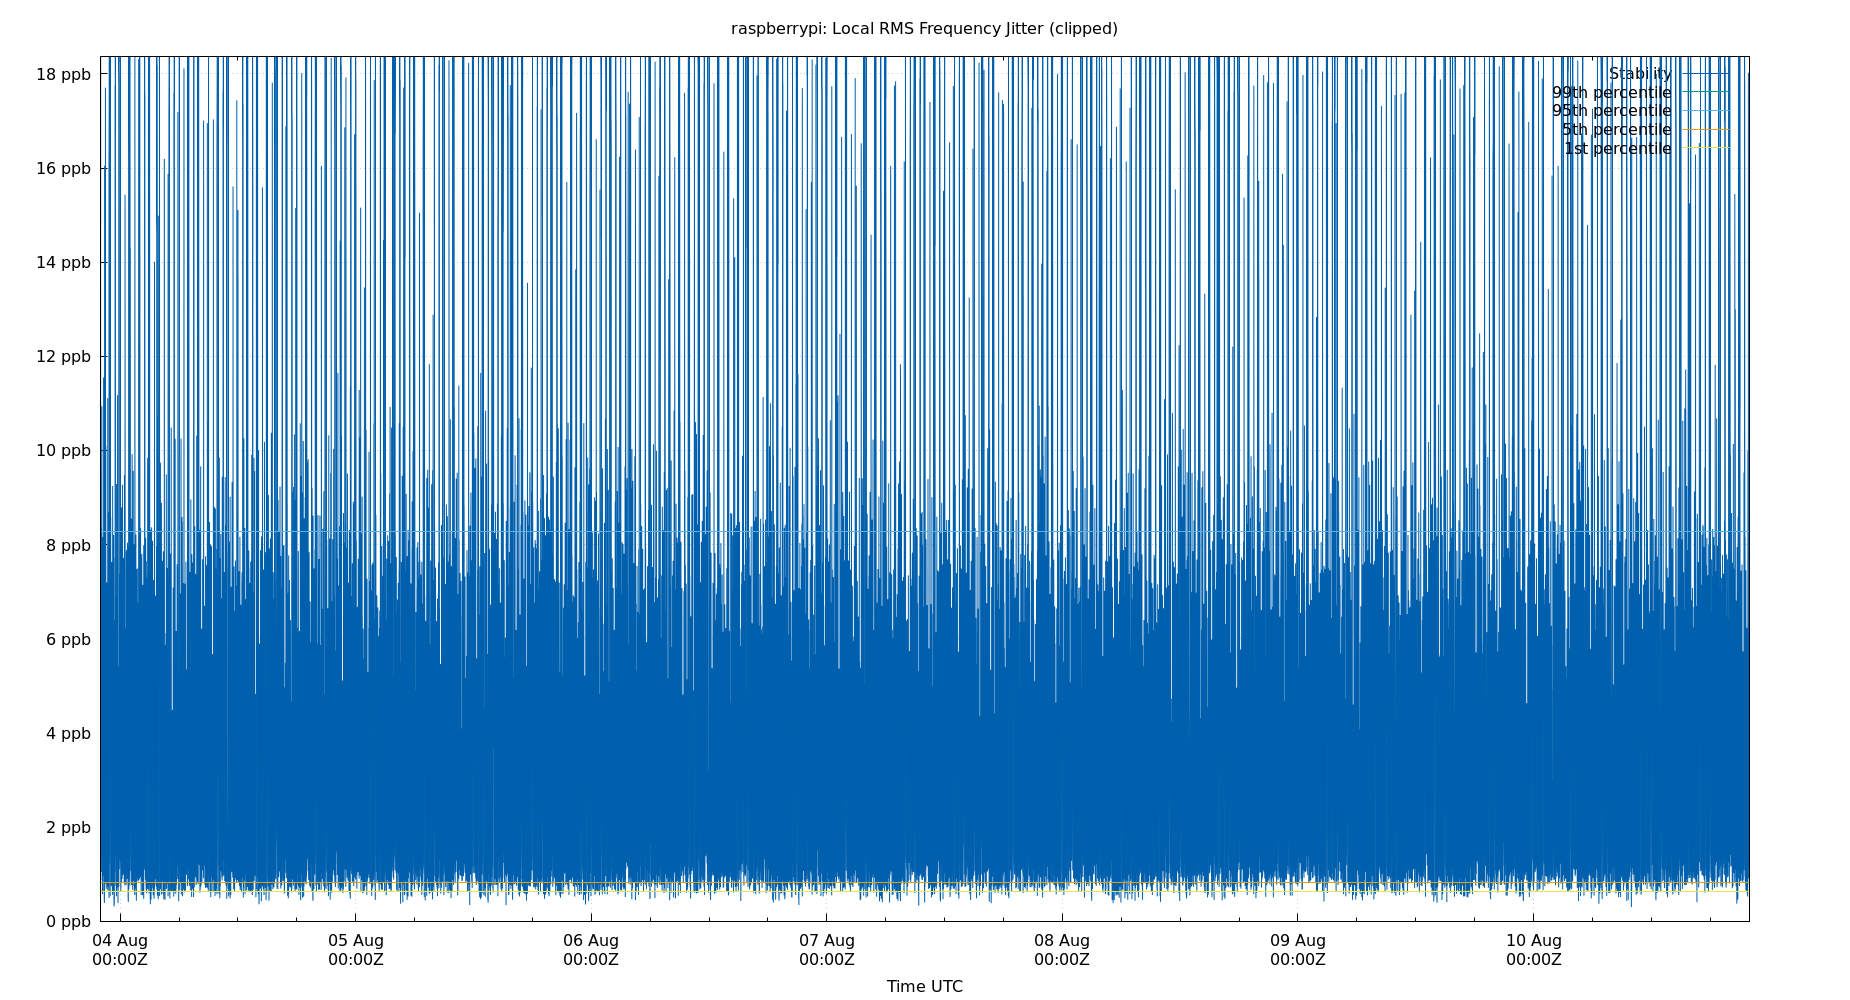 raspberrypi: Local RMS Frequency Jitter (clipped)
18 ppb
16 ppb
14 ppb
12 ppb
10 ppb
8 ppb
6 ppb
4 ppb
2 ppb
0 ppb
Stability
99th percentile
95th percentile
5th percentile
1st percentile
04 Aug 05 Aug 06 Aug 07 Aug 08 Aug 09 Aug 10 Aug
00:00Z 00:00Z 00:00Z 00:00Z 00:00Z 00:00Z 00:00Z
Time UTC